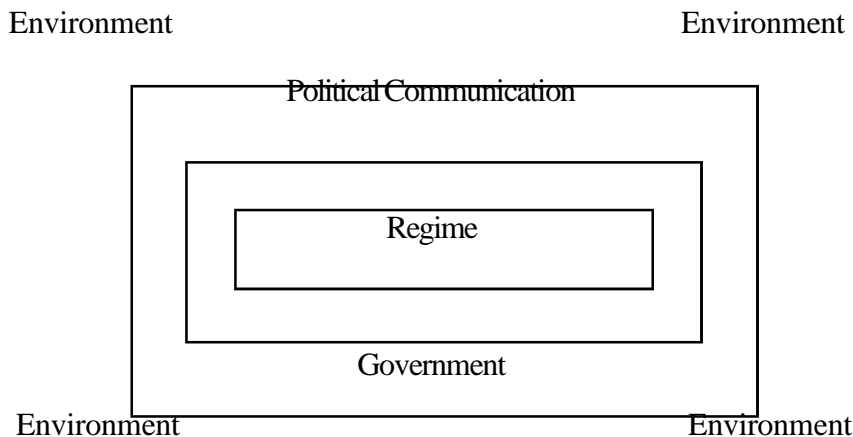 Environment Environment
Political Communication
Regime
Government
Environment Environment